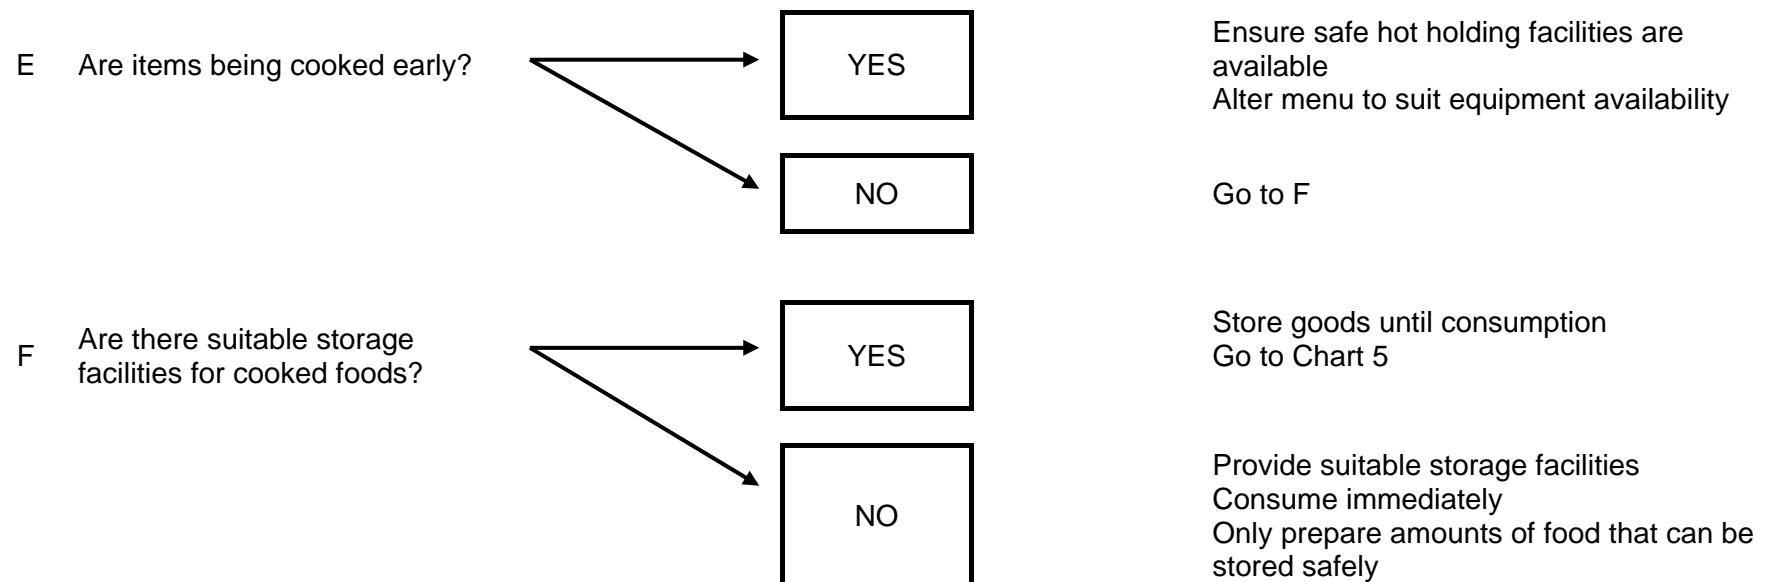 E
Are items being cooked early?
YES
Ensure safe hot holding facilities are
available
Alter menu to suit equipment availability
NO
Go to F
F
Are there suitable storage
facilities for cooked foods?
YES
Store goods until consumption
Go to Chart 5
NO
Provide suitable storage facilities
Consume immediately
Only prepare amounts of food that can be
stored safely